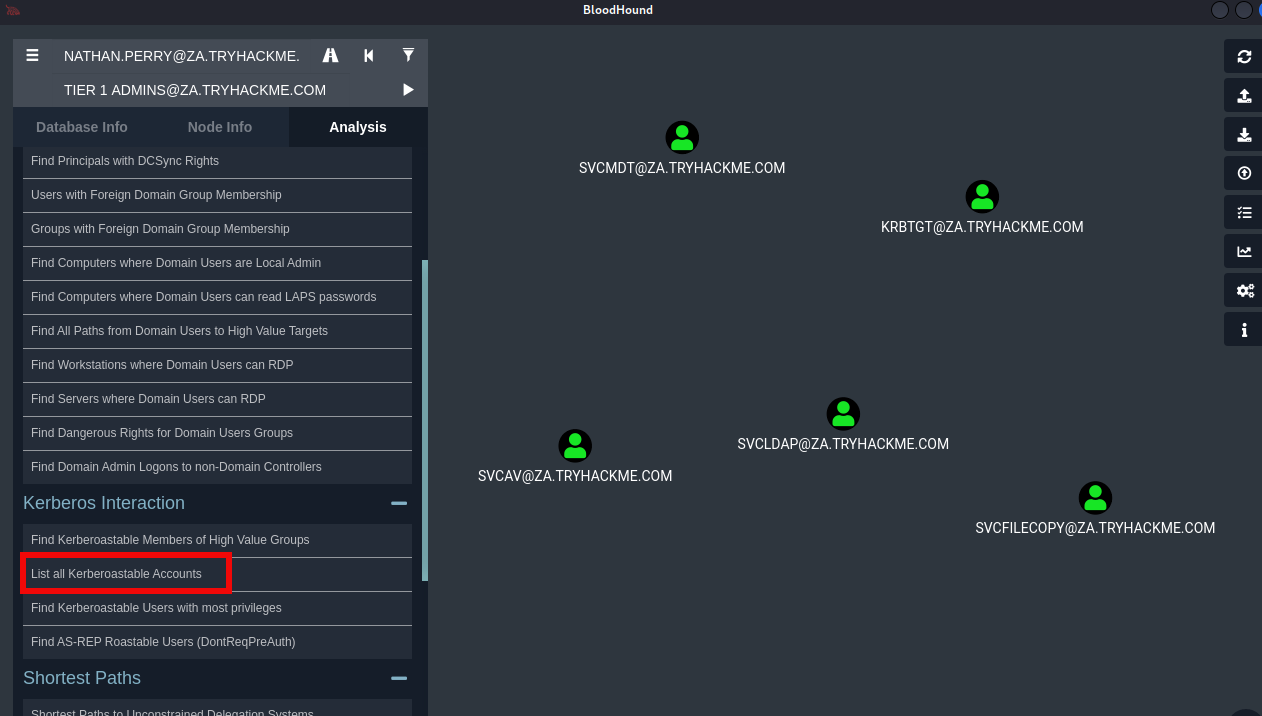 BloodHound
NATHAN.PERRY@ZA.TRYHACKME.
TIER 1 ADMINS@ZA.TRYHACKME.COM
Database Info Node Info Analysis
Find Principals with DCSync Rights
Users with Foreign Domain Group Membership
Groups with Foreign Domain Group Membership
Find Computers where Domain Users are Local Admin
Find Computers where Domain Users can read LAPS passwords
Find All Paths from Domain Users to High Value Targets
Find Workstations where Domain Users can RDP
Find Servers where Domain Users can RDP
Find Dangerous Rights for Domain Users Groups
Find Domain Admin Logons to non-Domain Controllers
Kerberos Interaction
Find Kerberoastable Members of High Value Groups
List all Kerberoastable Accounts
Find Kerberoastable Users with most privileges
Find AS-REP Roastable Users (DontReqPreAuth)
Shortest Paths
Shortest Paths to Unconstrained Delegation Systems
SVCMDT@ZA.TRYHACKME.COM
KRBTGT@ZA.TRYHACKME.COM
SVCLDAP@ZA.TRYHACKME.COM
SVCAV@ZA.TRYHACKME.COM
SVCFILECOPY@ZA.TRYHACKME.COM